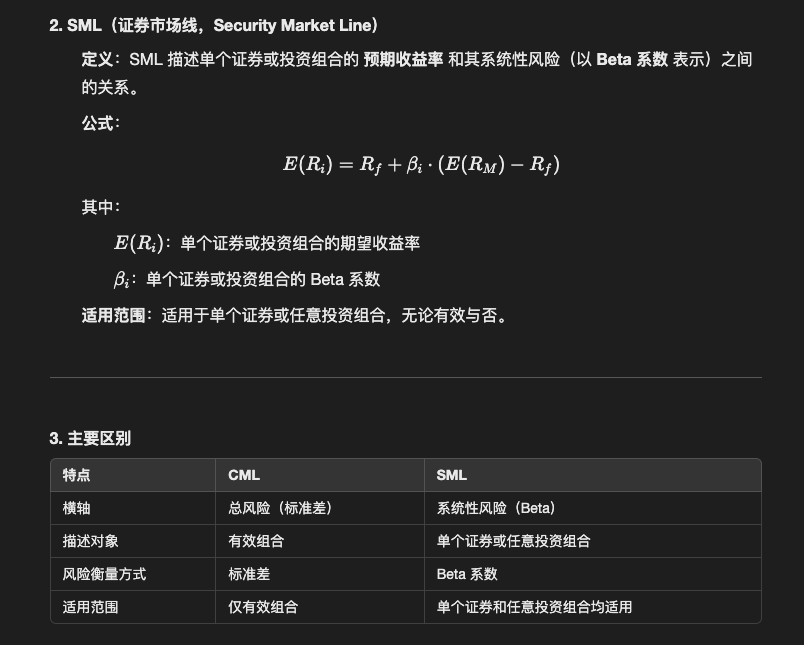 2. SML（证券市场线，Security Market Line）
定义：SML 描述单个证券或投资组合的 预期收益率 和其系统性风险（以 Beta 系数 表示）之间
的关系。
公式：
E(R_i) = R_f + β_i · (E(R_M) − R_f)
其中：
E(R_i)：单个证券或投资组合的期望收益率
β_i：单个证券或投资组合的 Beta 系数
适用范围：适用于单个证券或任意投资组合，无论有效与否。
3. 主要区别
特点 CML SML
横轴 总风险（标准差） 系统性风险（Beta）
描述对象 有效组合 单个证券或任意投资组合
风险衡量方式 标准差 Beta 系数
适用范围 仅有效组合 单个证券和任意投资组合均适用